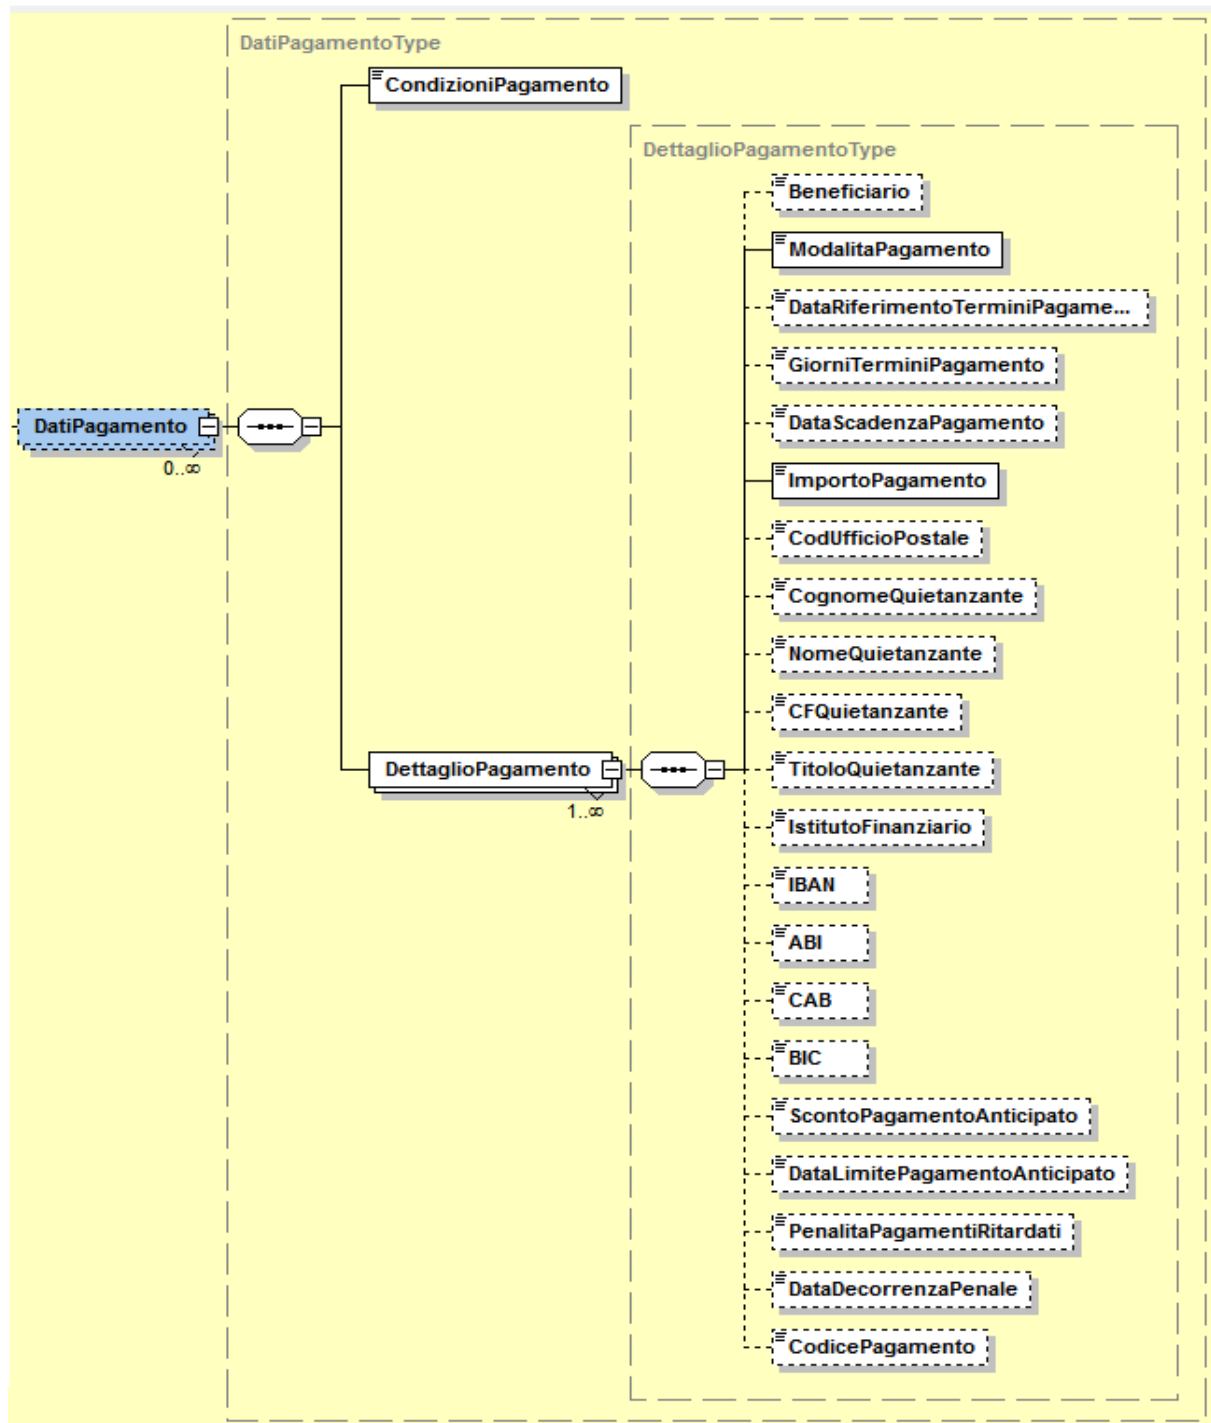 DatiPagamentoType
CondizioniPagamento
DettaglioPagamentoType
Beneficiario
ModalitaPagamento
DataRiferimentoTerminiPagame...
GiorniTerminiPagamento
DataScadenzaPagamento
DatiPagamento
0..∞
ImportoPagamento
CodUfficioPostale
CognomeQuietanzante
NomeQuietanzante
CFQuietanzante
DettaglioPagamento
1..∞
TitoloQuietanzante
IstitutoFinanziario
IBAN
ABI
CAB
BIC
ScontoPagamentoAnticipato
DataLimitePagamentoAnticipato
PenalitaPagamentiRitardati
DataDecorrenzaPenale
CodicePagamento